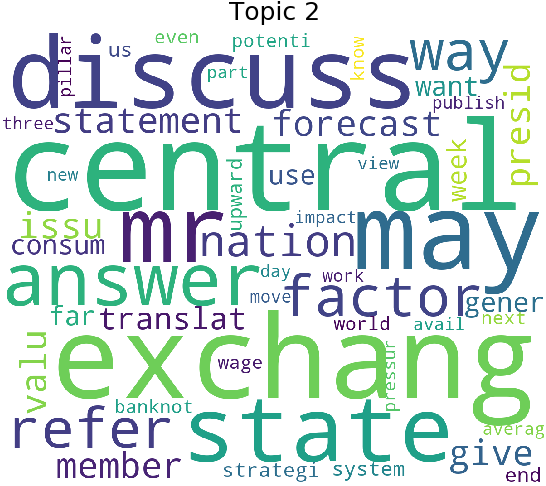 Topic 2
pillar
discuss
us
even
potenti
part
know
way
want
publish
presid
three
statement
forecast
week
central
new
upward
use
view
issu
consum
mr
nation
impact
may
answer
day
move
work
factor
gener
far
translat
world
avail
next
valu
exchang
wage
pressur
banknot
refer
state
averag
member
strategi
system
give
end